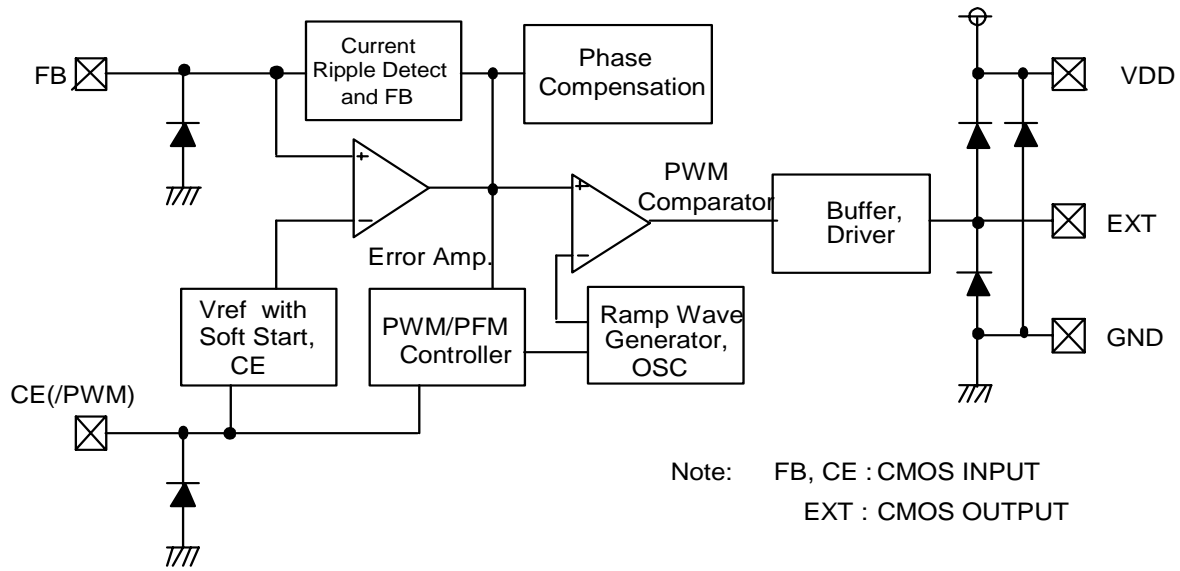 FB
Current
Ripple Detect
and FB
Phase
Compensation
VDD
+
−
Error Amp.
+
−
PWM
Comparator
Buffer,
Driver
EXT
Vref with
Soft Start,
CE
PWM/PFM
Controller
Ramp Wave
Generator,
OSC
GND
CE(/PWM)
Note: FB, CE : CMOS INPUT
EXT : CMOS OUTPUT